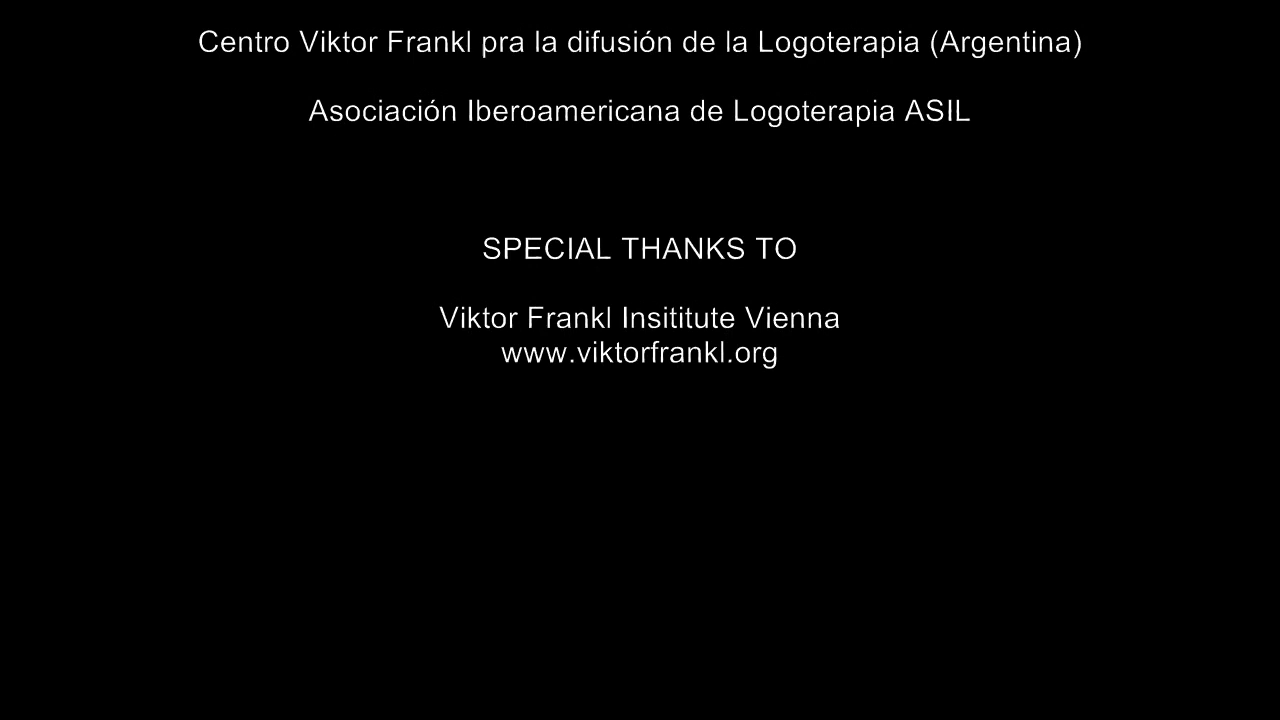 Centro Viktor Frankl pra la difusión de la Logoterapia (Argentina)
Asociación Iberoamericana de Logoterapia ASIL
SPECIAL THANKS TO
Viktor Frankl Insititute Vienna
www.viktorfrankl.org